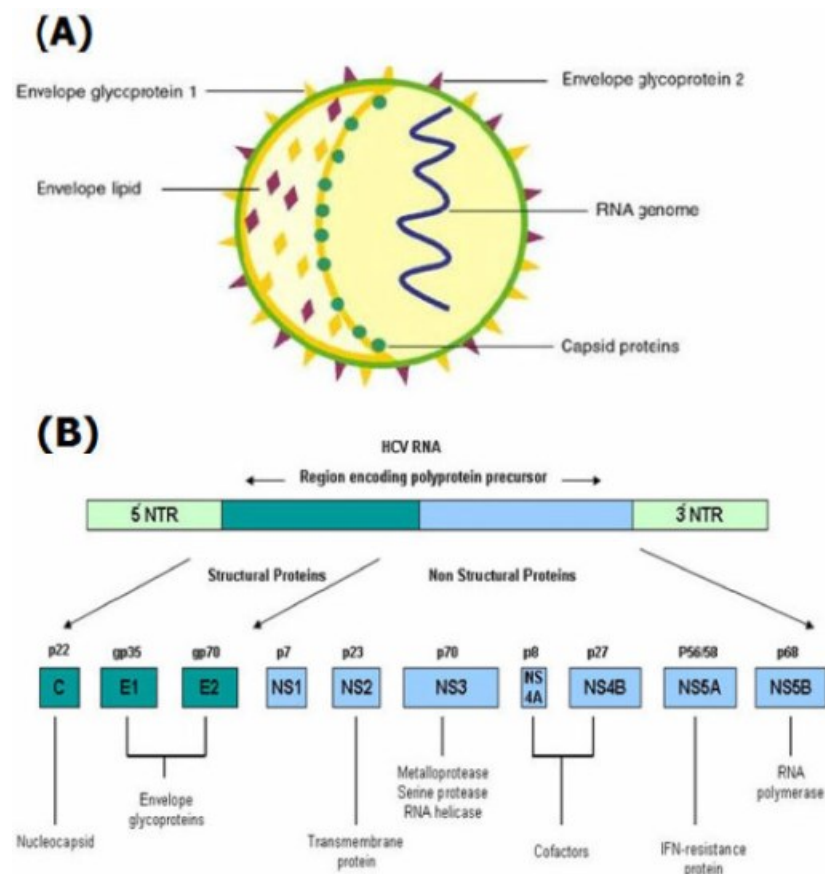 (A)
Envelope glyccprotein 1
Envelope glycoprotein 2
Envelope lipid
RNA genome
Capsid proteins
(B)
HCV RNA
Region encoding polyprotein precursor
5 ́NTR
3 ́NTR
Structural Proteins
Non Structural Proteins
p22 gp35 gp70 p7 p23 p70 p8 p27 P56/58 p68
C E1 E2 NS1 NS2 NS3 NS 4A NS4B NS5A NS5B
Nucleocapsid
Envelope
glycoproteins
Transmembrane
protein
Metalloprotease
Serine protease
RNA helicase
Cofactors
IFN-resistance
protein
RNA
polymerase